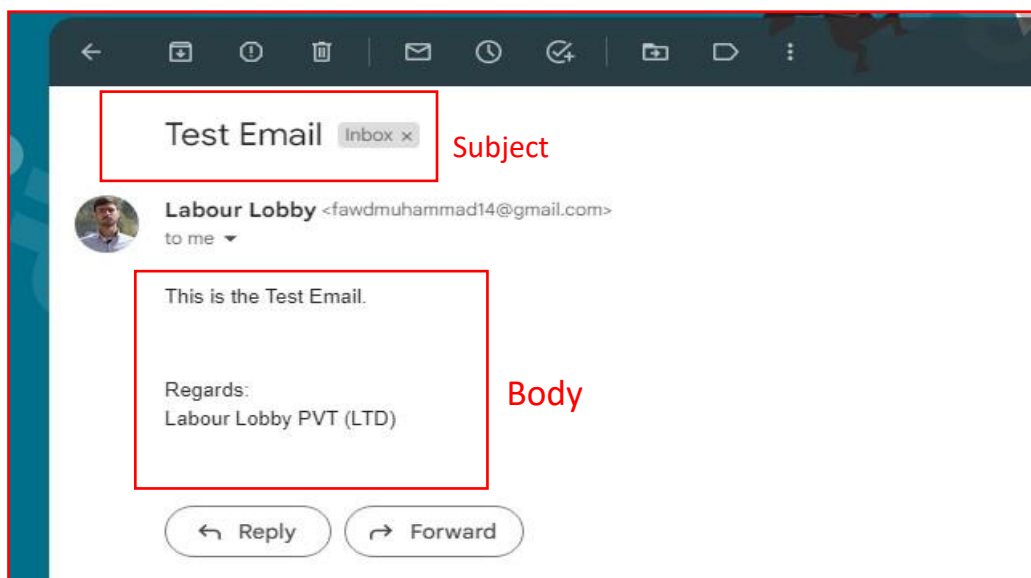 Test Email Inbox ×
Subject
Labour Lobby <fawdmuhammad14@gmail.com>
to me
This is the Test Email.
Regards:
Labour Lobby PVT (LTD)
Body
Reply
Forward